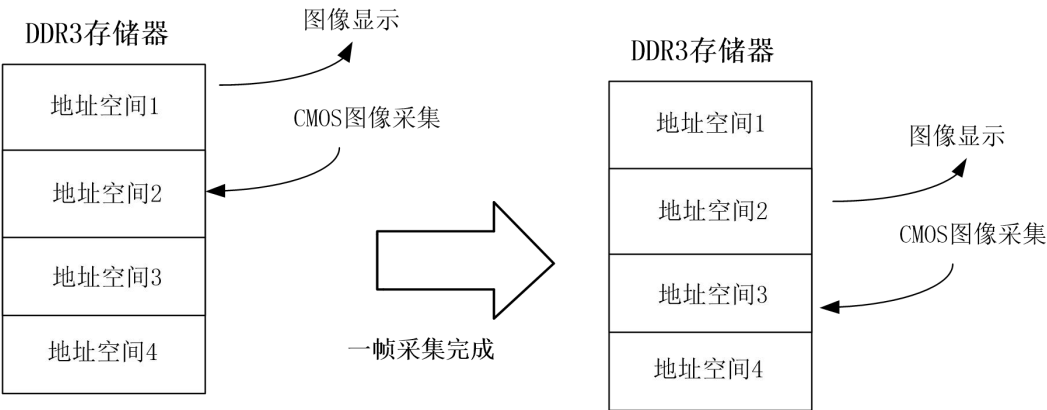 图像显示
DDR3存储器
地址空间1
CMOS图像采集
地址空间2
地址空间3
地址空间4
一帧采集完成
DDR3存储器
地址空间1
图像显示
地址空间2
CMOS图像采集
地址空间3
地址空间4